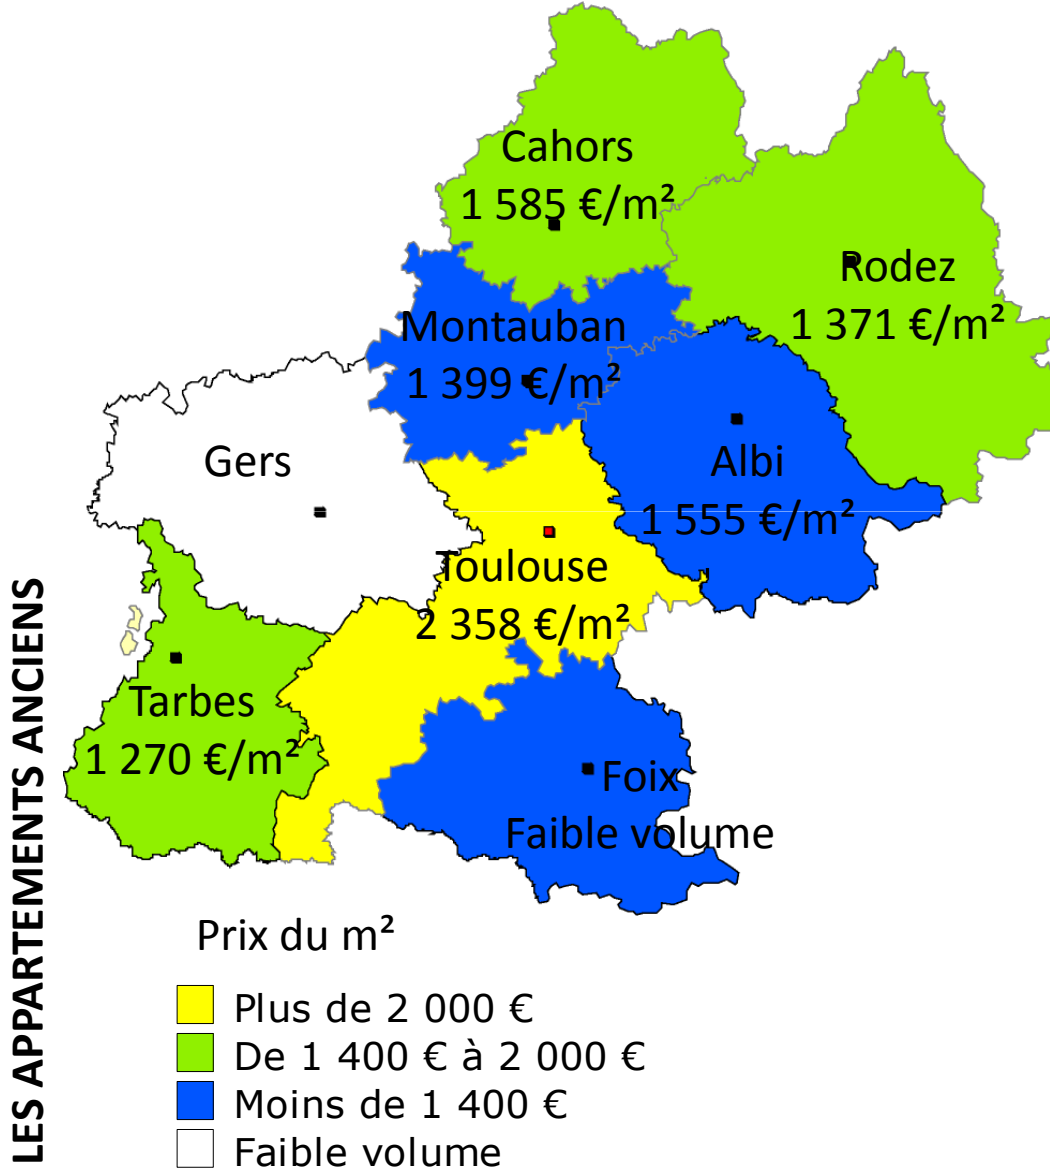 Cahors
1 585 €/m²
Rodez
1 371 €/m²
Montauban
1 399 €/m²
Gers
Albi
1 555 €/m²
Toulouse
2 358 €/m²
Tarbes
1 270 €/m²
Foix
Faible volume
LES APPARTEMENTS ANCIENS
Prix du m²
Plus de 2 000 €
De 1 400 € à 2 000 €
Moins de 1 400 €
Faible volume